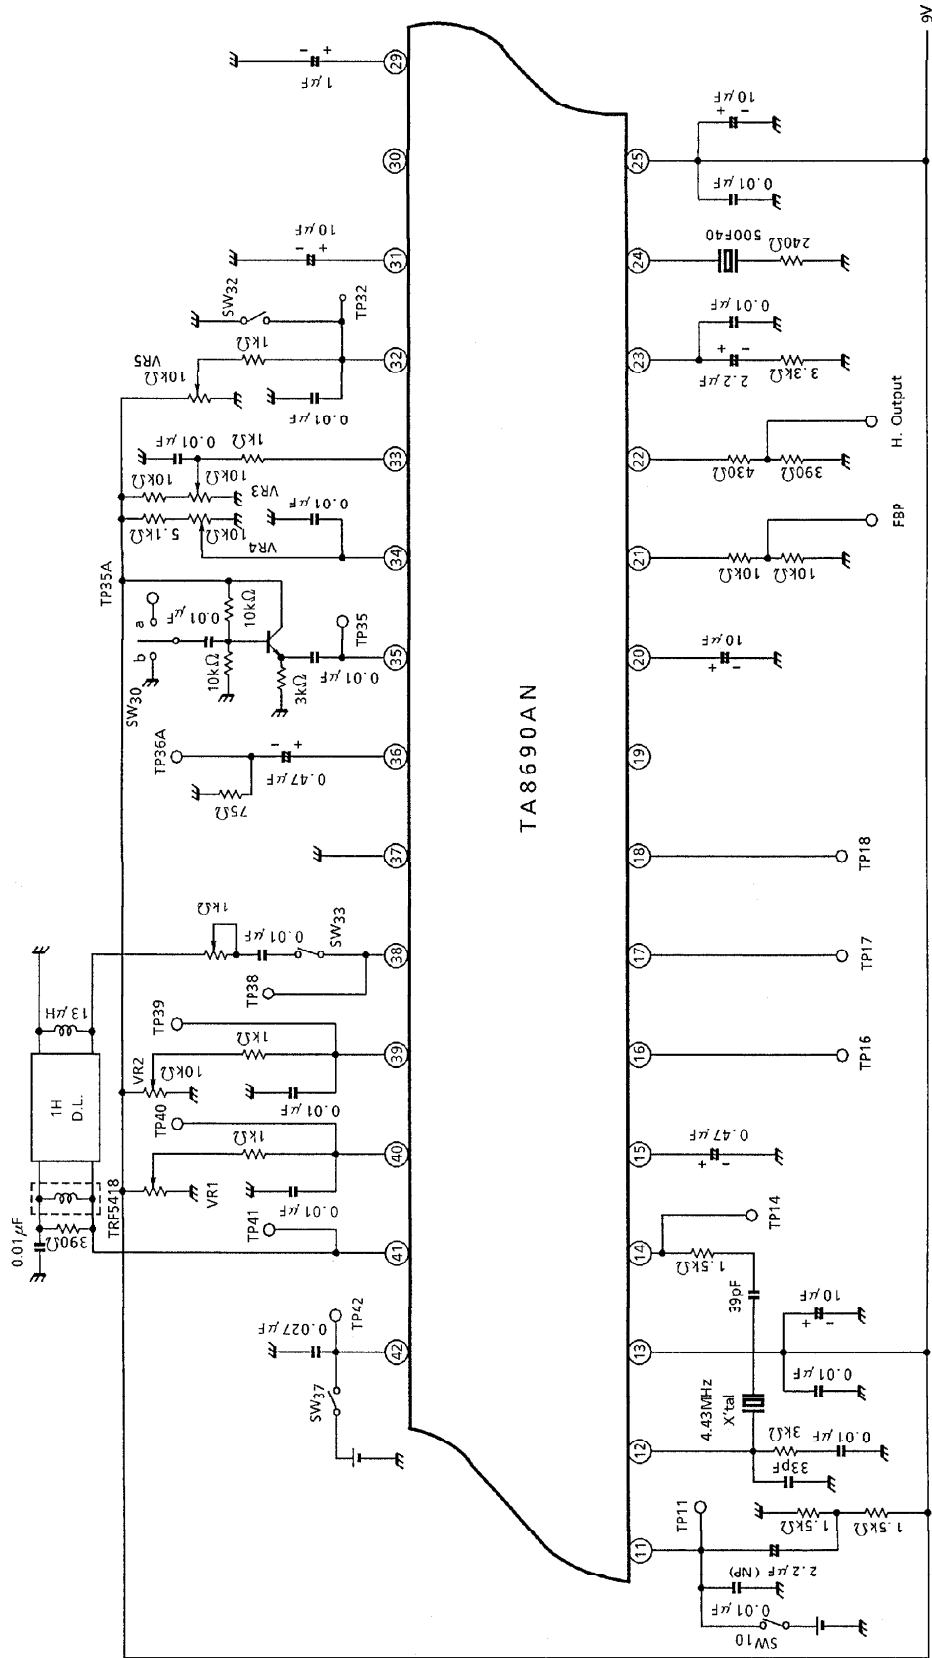 0.01μF
390Ω
TRF5418
1H
D.L.
13μH
SW37
0.027μF
TP42
42
TP41
41
VR1
0.01μF
1kΩ
TP40
40
VR2
10kΩ
0.01μF
1kΩ
TP39
39
TP38
1kΩ
0.01μF
SW33
38
37
TP36A
75Ω
0.47μF
36
SW30
b
a
TP35A
0.01μF
10kΩ
10kΩ
3kΩ
0.01μF
TP35
35
5.1kΩ
10kΩ
VR4
0.01μF
34
10kΩ
10kΩ
VR3
0.01μF
1kΩ
33
10kΩ
VR5
0.01μF
1kΩ
SW32
TP32
32
10μF
- +
31
30
1μF
- +
29
TA8690AN
11
TP11
SW10
0.01μF
2.2μF (NP)
1.5kΩ
1.5kΩ
12
33pF
3kΩ
0.01μF
4.43MHz
X'tal
39pF
1.5kΩ
13
0.01μF
10μF
+ -
14
TP14
15
0.47μF
+ -
16
TP16
17
TP17
18
TP18
19
20
10μF
+ -
21
10kΩ
10kΩ
FBP
22
430Ω
390Ω
H. Output
23
2.2μF
+ -
3.3kΩ
0.01μF
24
500F40
240Ω
25
0.01μF
10μF
+ -
9V